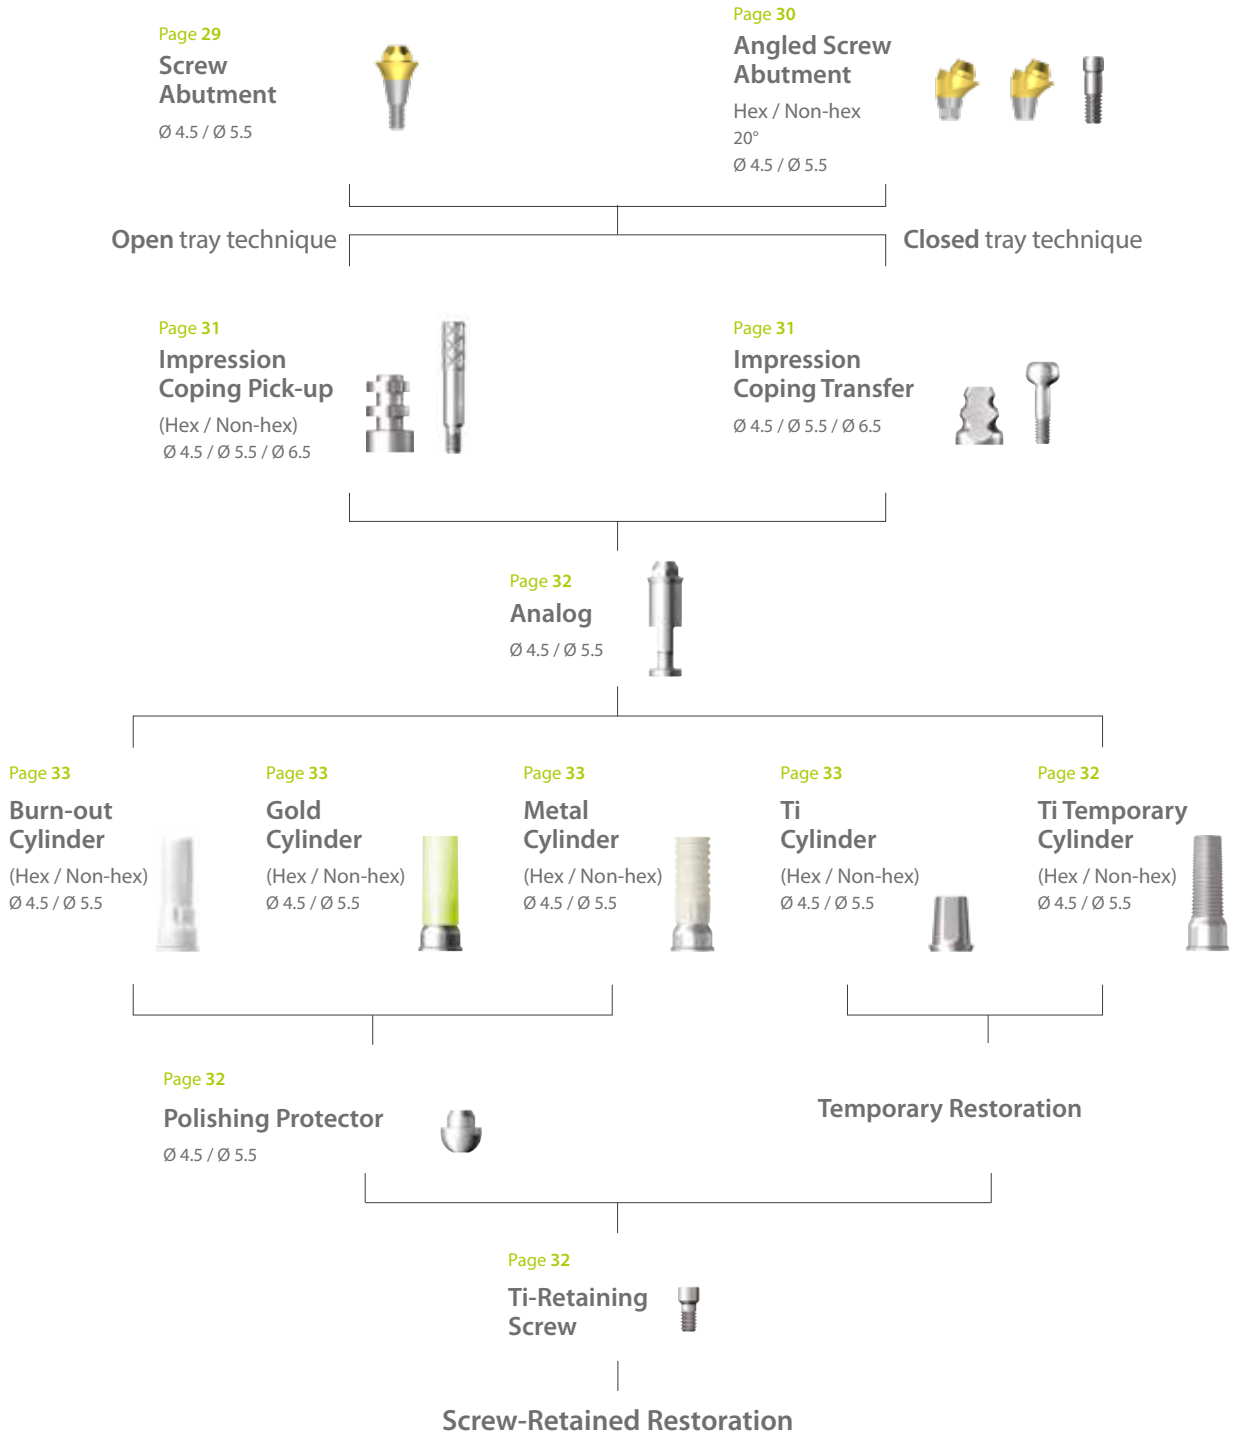 Page 29
Screw
Abutment
Ø 4.5 / Ø 5.5
Page 30
Angled Screw
Abutment
Hex / Non-hex
20°
Ø 4.5 / Ø 5.5
Open tray technique
Closed tray technique
Page 31
Impression
Coping Pick-up
(Hex / Non-hex)
Ø 4.5 / Ø 5.5 / Ø 6.5
Page 31
Impression
Coping Transfer
Ø 4.5 / Ø 5.5 / Ø 6.5
Page 32
Analog
Ø 4.5 / Ø 5.5
Page 33
Burn-out
Cylinder
(Hex / Non-hex)
Ø 4.5 / Ø 5.5
Page 33
Gold
Cylinder
(Hex / Non-hex)
Ø 4.5 / Ø 5.5
Page 33
Metal
Cylinder
(Hex / Non-hex)
Ø 4.5 / Ø 5.5
Page 33
Ti
Cylinder
(Hex / Non-hex)
Ø 4.5 / Ø 5.5
Page 32
Ti Temporary
Cylinder
(Hex / Non-hex)
Ø 4.5 / Ø 5.5
Page 32
Polishing Protector
Ø 4.5 / Ø 5.5
Temporary Restoration
Page 32
Ti-Retaining
Screw
Screw-Retained Restoration